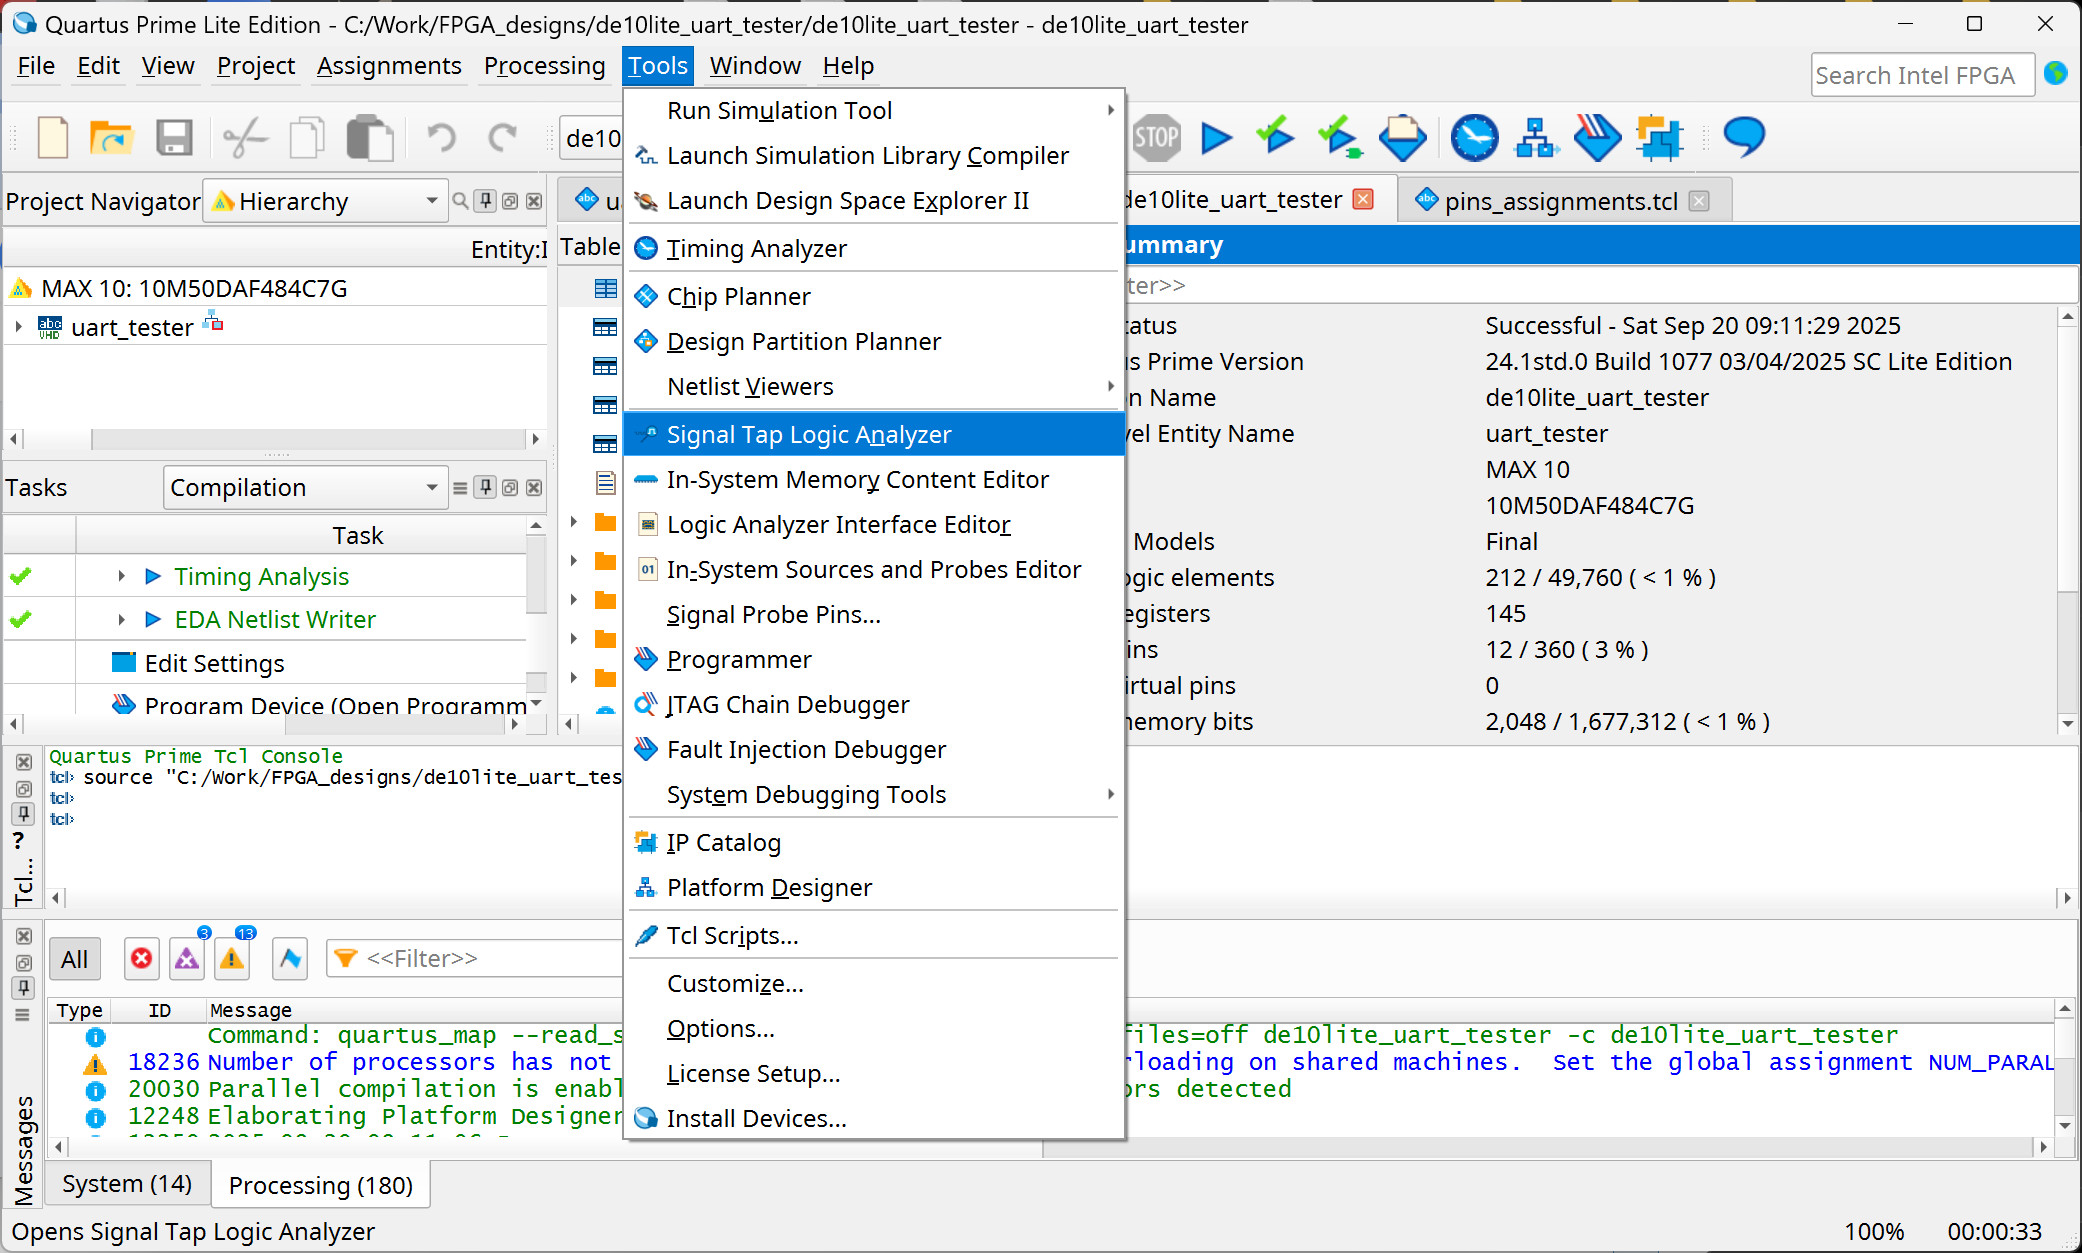 Quartus Prime Lite Edition - C:/Work/FPGA_designs/de10lite_uart_tester/de10lite_uart_tester - de10lite_uart_tester
File Edit View Project Assignments Processing Tools Window Help
Search Intel FPGA
STOP
de10
Project Navigator Hierarchy
Entity:I
MAX 10: 10M50DAF484C7G
uart_tester
Tasks Compilation
Task
Timing Analysis
EDA Netlist Writer
Edit Settings
Program Device (Open Programm
Table
Run Simulation Tool
Launch Simulation Library Compiler
Launch Design Space Explorer II
Timing Analyzer
Chip Planner
Design Partition Planner
Netlist Viewers
Signal Tap Logic Analyzer
In-System Memory Content Editor
Logic Analyzer Interface Editor
In-System Sources and Probes Editor
Signal Probe Pins...
Programmer
JTAG Chain Debugger
Fault Injection Debugger
System Debugging Tools
IP Catalog
Platform Designer
Tcl Scripts...
Customize...
Options...
License Setup...
Install Devices...
de10lite_uart_tester
pins_assignments.tcl
ummary
ter>>
tatus Successful - Sat Sep 20 09:11:29 2025
s Prime Version 24.1std.0 Build 1077 03/04/2025 SC Lite Edition
n Name de10lite_uart_tester
vel Entity Name uart_tester
MAX 10
10M50DAF484C7G
Models Final
ogic elements 212 / 49,760 ( < 1 % )
egisters 145
ins 12 / 360 ( 3 % )
irtual pins 0
emory bits 2,048 / 1,677,312 ( < 1 % )
Quartus Prime Tcl Console
tcl> source "C:/Work/FPGA_designs/de10lite_uart_tes
tcl>
tcl>
Tcl...
All
3
13
<<Filter>>
Type ID Message
Command: quartus_map --read_s files=off de10lite_uart_tester -c de10lite_uart_tester
18236 Number of processors has not rloading on shared machines. Set the global assignment NUM_PARAL
20030 Parallel compilation is enabl ors detected
12248 Elaborating Platform Designer
Messages
System (14) Processing (180)
Opens Signal Tap Logic Analyzer
100% 00:00:33